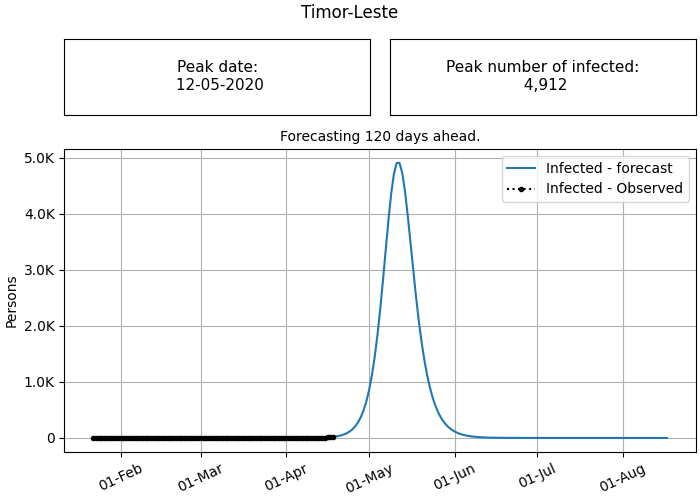 Timor-Leste
Peak date:
12-05-2020
Peak number of infected:
4,912
Forecasting 120 days ahead.
Infected - forecast
Infected - Observed
Persons
5.0K
4.0K
3.0K
2.0K
1.0K
0
01-Feb
01-Mar
01-Apr
01-May
01-Jun
01-Jul
01-Aug